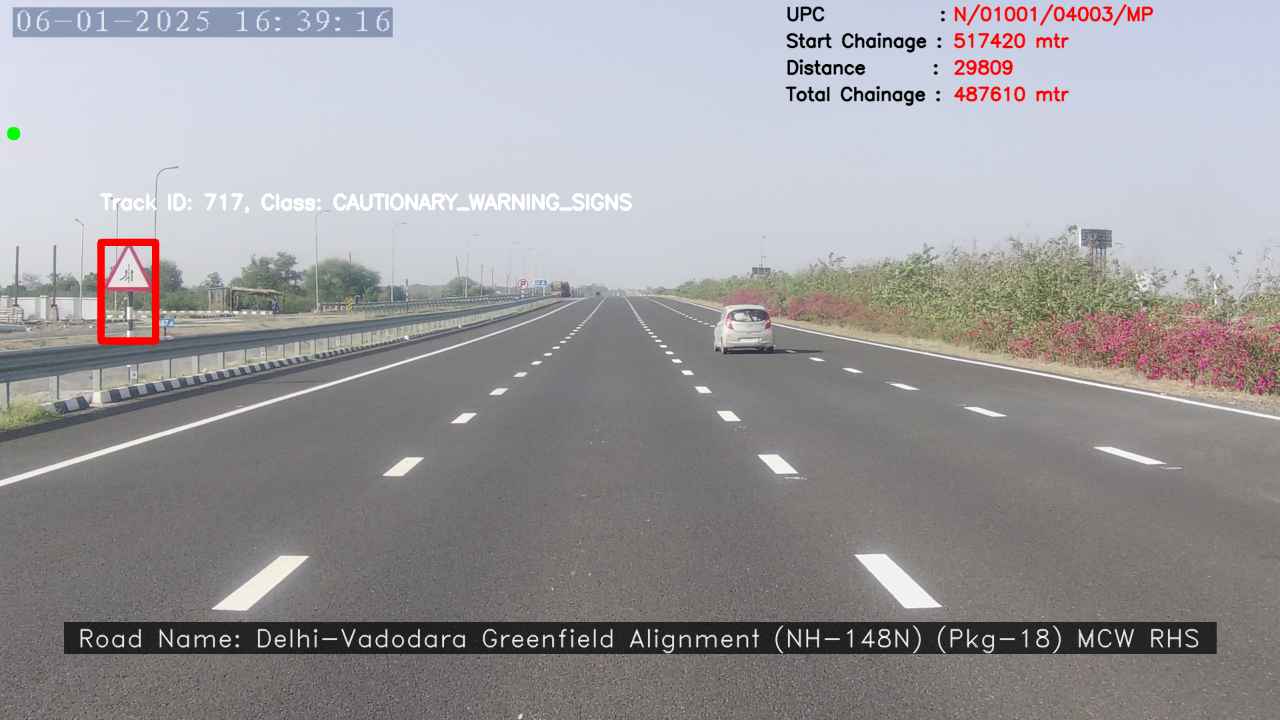 06-01-2025 16:39:16
UPC : N/01001/04003/MP
Start Chainage : 517420 mtr
Distance : 29809
Total Chainage : 487610 mtr
Track ID: 717, Class: CAUTIONARY_WARNING_SIGNS
Road Name: Delhi-Vadodara Greenfield Alignment (NH-148N) (Pkg-18) MCW RHS